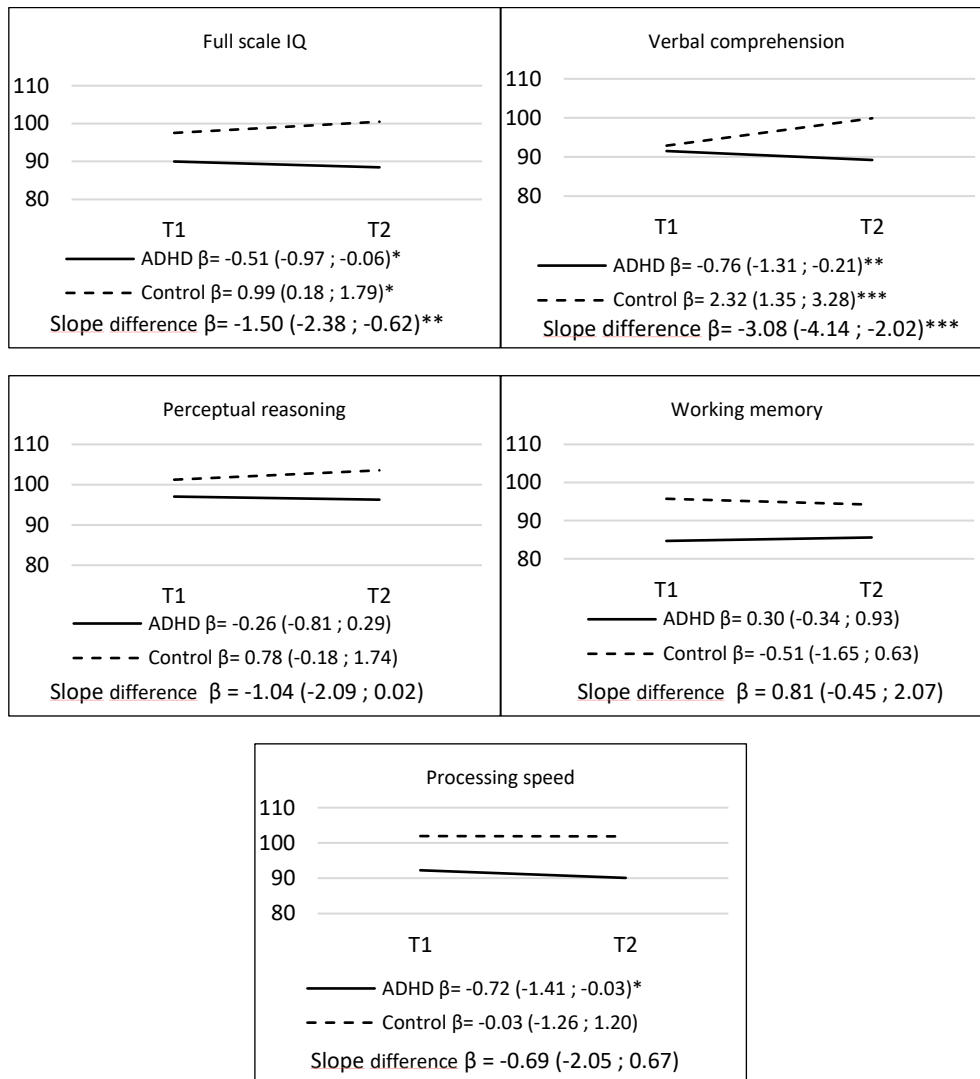 Full scale IQ
110
100
90
80
T1 T2
ADHD β= -0.51 (-0.97 ; -0.06)*
Control β= 0.99 (0.18 ; 1.79)*
Slope difference β= -1.50 (-2.38 ; -0.62)**
Verbal comprehension
110
100
90
80
T1 T2
ADHD β= -0.76 (-1.31 ; -0.21)**
Control β= 2.32 (1.35 ; 3.28)***
Slope difference β= -3.08 (-4.14 ; -2.02)***
Perceptual reasoning
110
100
90
80
T1 T2
ADHD β= -0.26 (-0.81 ; 0.29)
Control β= 0.78 (-0.18 ; 1.74)
Slope difference β = -1.04 (-2.09 ; 0.02)
Working memory
110
100
90
80
T1 T2
ADHD β= 0.30 (-0.34 ; 0.93)
Control β= -0.51 (-1.65 ; 0.63)
Slope difference β = 0.81 (-0.45 ; 2.07)
Processing speed
110
100
90
80
T1 T2
ADHD β= -0.72 (-1.41 ; -0.03)*
Control β= -0.03 (-1.26 ; 1.20)
Slope difference β = -0.69 (-2.05 ; 0.67)